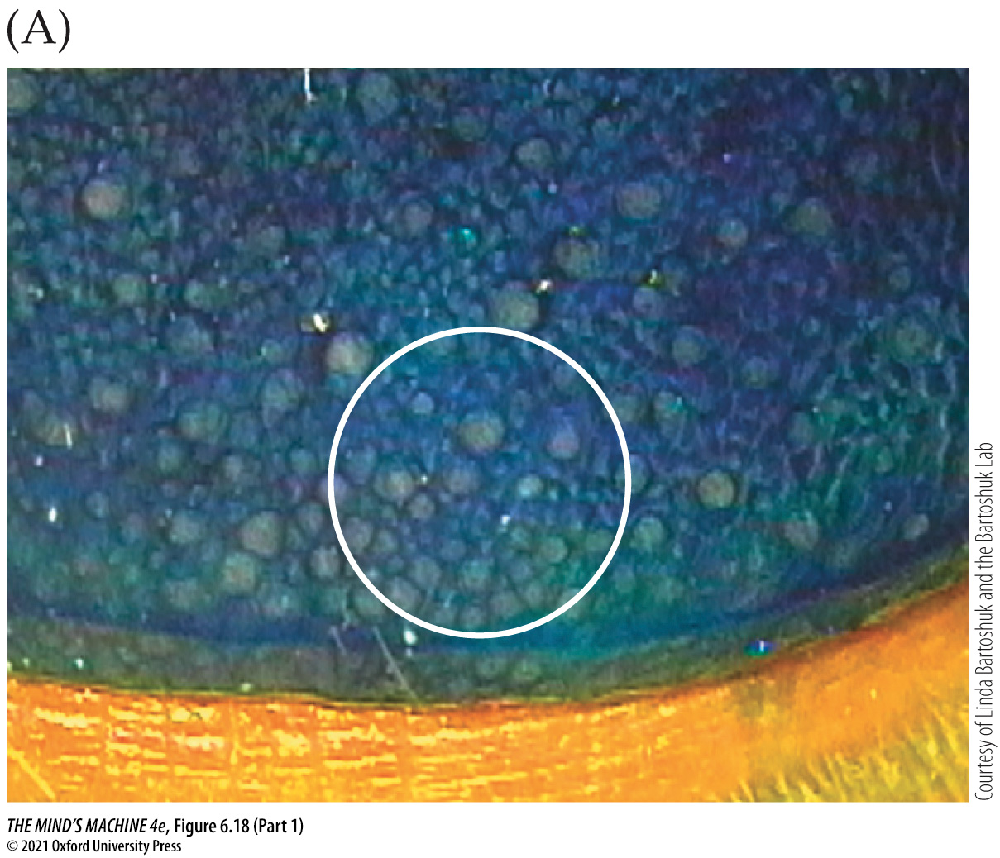 (A)
Courtesy of Linda Bartoshuk and the Bartoshuk Lab
THE MIND'S MACHINE 4e, Figure 6.18 (Part 1)
© 2021 Oxford University Press